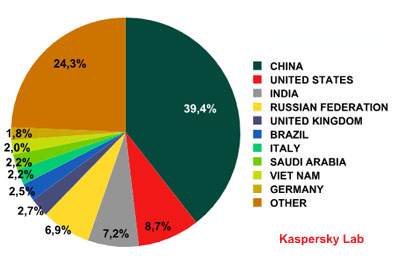 24,3%
39,4%
1,8%
2,0%
2,2%
2,2%
2,5%
2,7%
6,9%
7,2%
8,7%
CHINA
UNITED STATES
INDIA
RUSSIAN FEDERATION
UNITED KINGDOM
BRAZIL
ITALY
SAUDI ARABIA
VIET NAM
GERMANY
OTHER
Kaspersky Lab